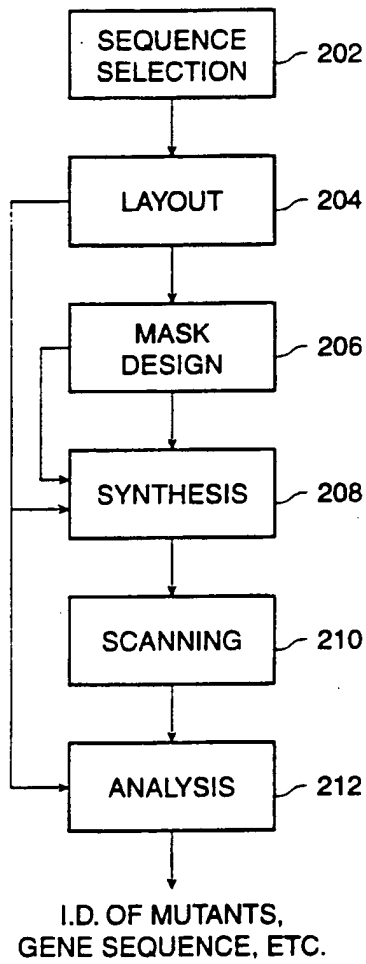 SEQUENCE
SELECTION
202
LAYOUT
204
MASK
DESIGN
206
SYNTHESIS
208
SCANNING
210
ANALYSIS
212
I.D. OF MUTANTS,
GENE SEQUENCE, ETC.